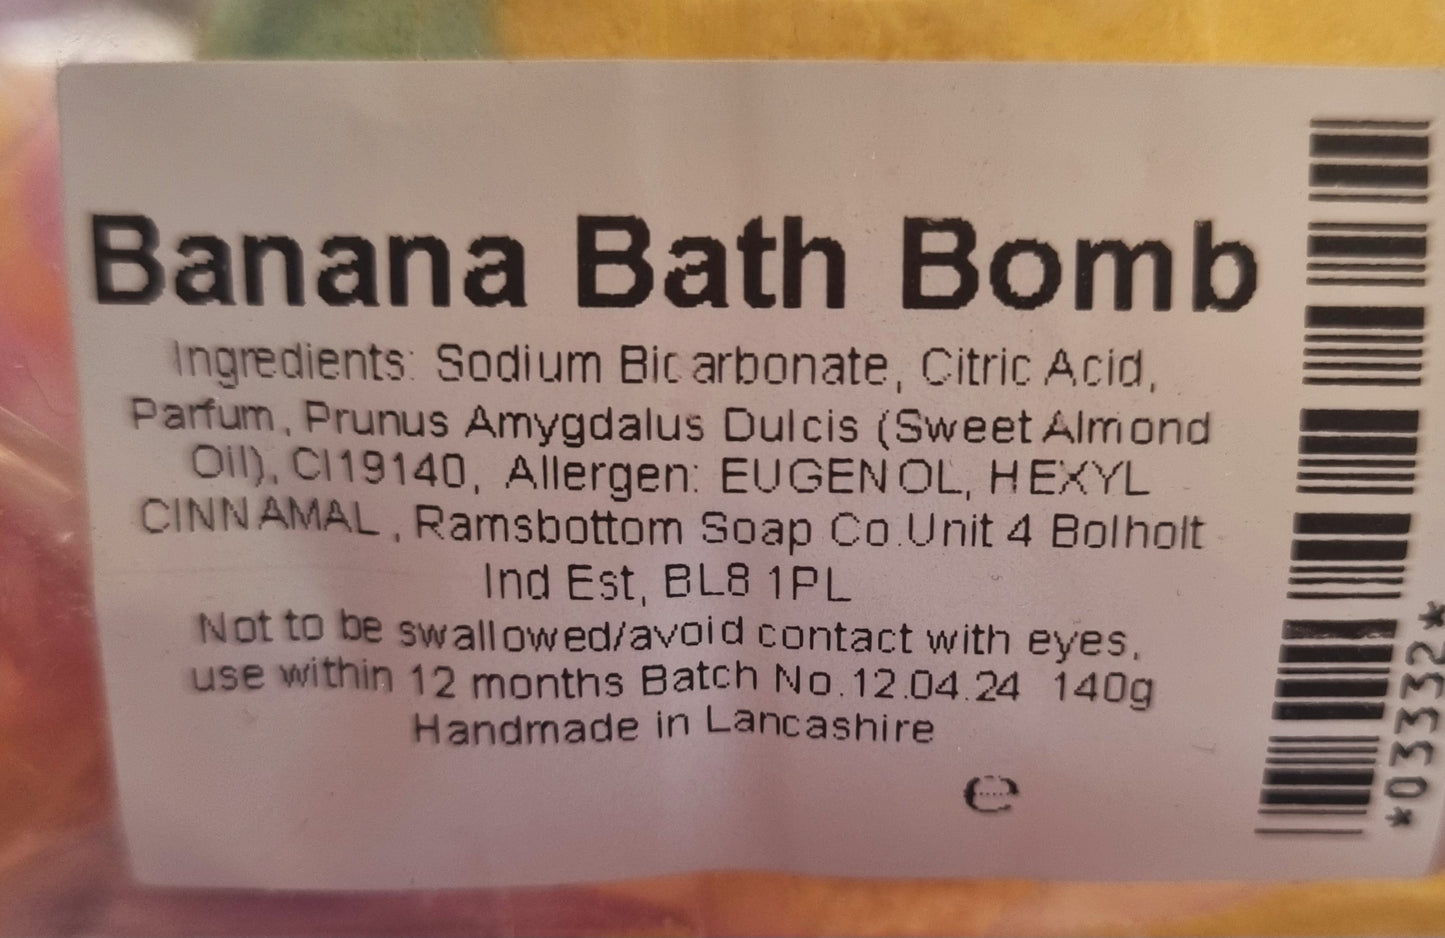 Banana Bath Bomb
Ingredients: Sodium Bicarbonate, Citric Acid,
Parfum, Prunus Amygdalus Dulcis (Sweet Almond
Oil), CI19140, Allergen: EUGENOL, HEXYL
CINNAMAL, Ramsbottom Soap Co.Unit 4 Bolholt
Ind Est, BL8 1PL
Not to be swallowed/avoid contact with eyes,
use within 12 months Batch No.12.04.24 140g
Handmade in Lancashire
℮
*03332*